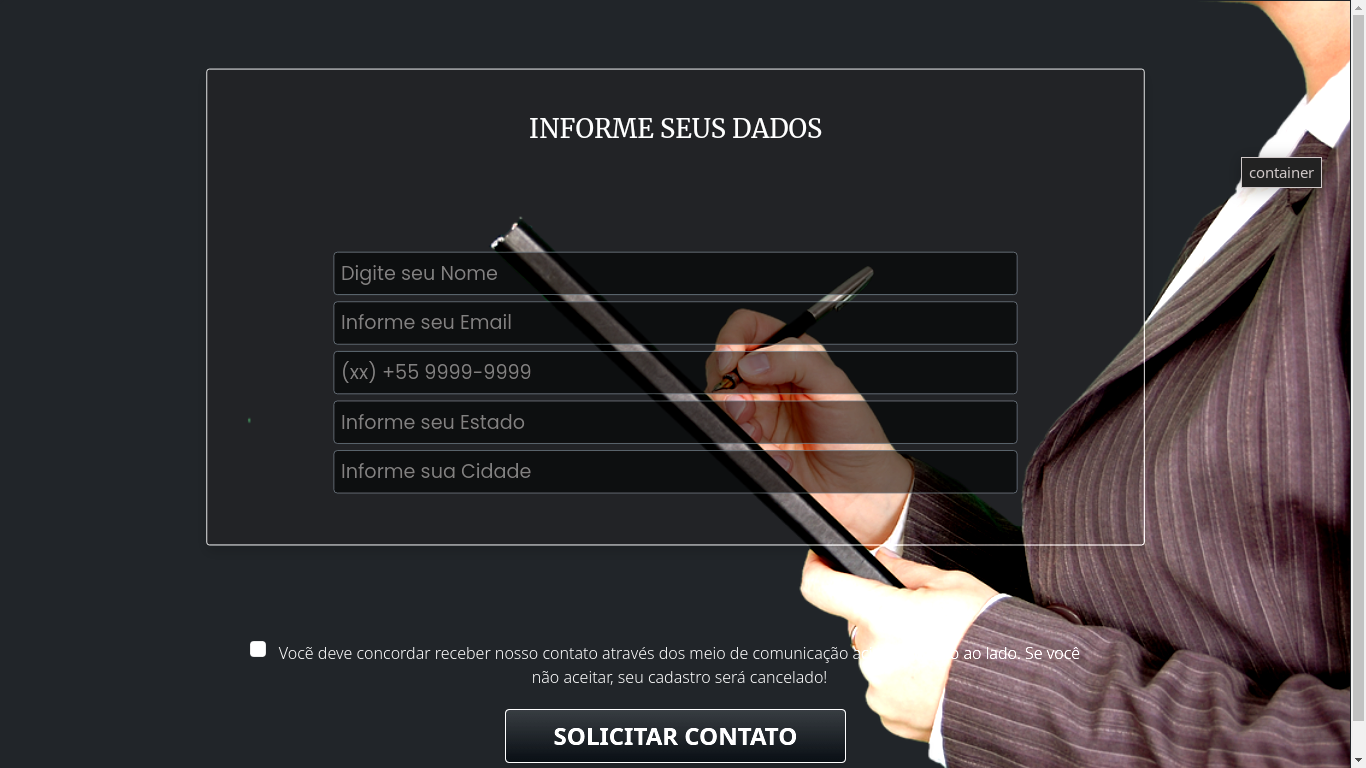 INFORME SEUS DADOS
container
Digite seu Nome
Informe seu Email
(xx) +55 9999-9999
Informe seu Estado
Informe sua Cidade
Você deve concordar receber nosso contato através dos meio de comunicação ao lado. Se você
não aceitar, seu cadastro será cancelado!
SOLICITAR CONTATO